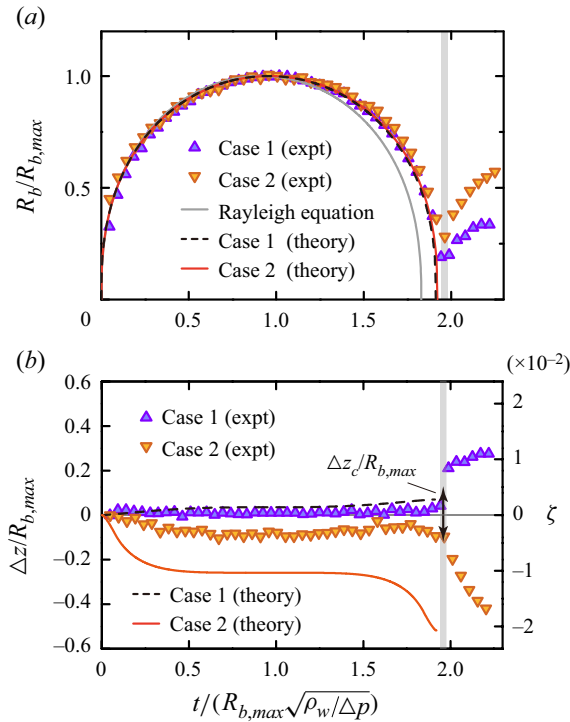 (a)
1.0
0.5
R_b/R_{b,max}
Case 1 (expt)
Case 2 (expt)
Rayleigh equation
Case 1 (theory)
Case 2 (theory)
0 0.5 1.0 1.5 2.0
(b)
(×10⁻²)
0.6
0.4
0.2
0
−0.2
−0.4
−0.6
Δz/R_{b,max}
Case 1 (expt)
Case 2 (expt)
Δz_c/R_{b,max}
Case 1 (theory)
Case 2 (theory)
2
1
0
−1
−2
ζ
0 0.5 1.0 1.5 2.0 2.5
t/(R_{b,max}√ρ_w/Δp)